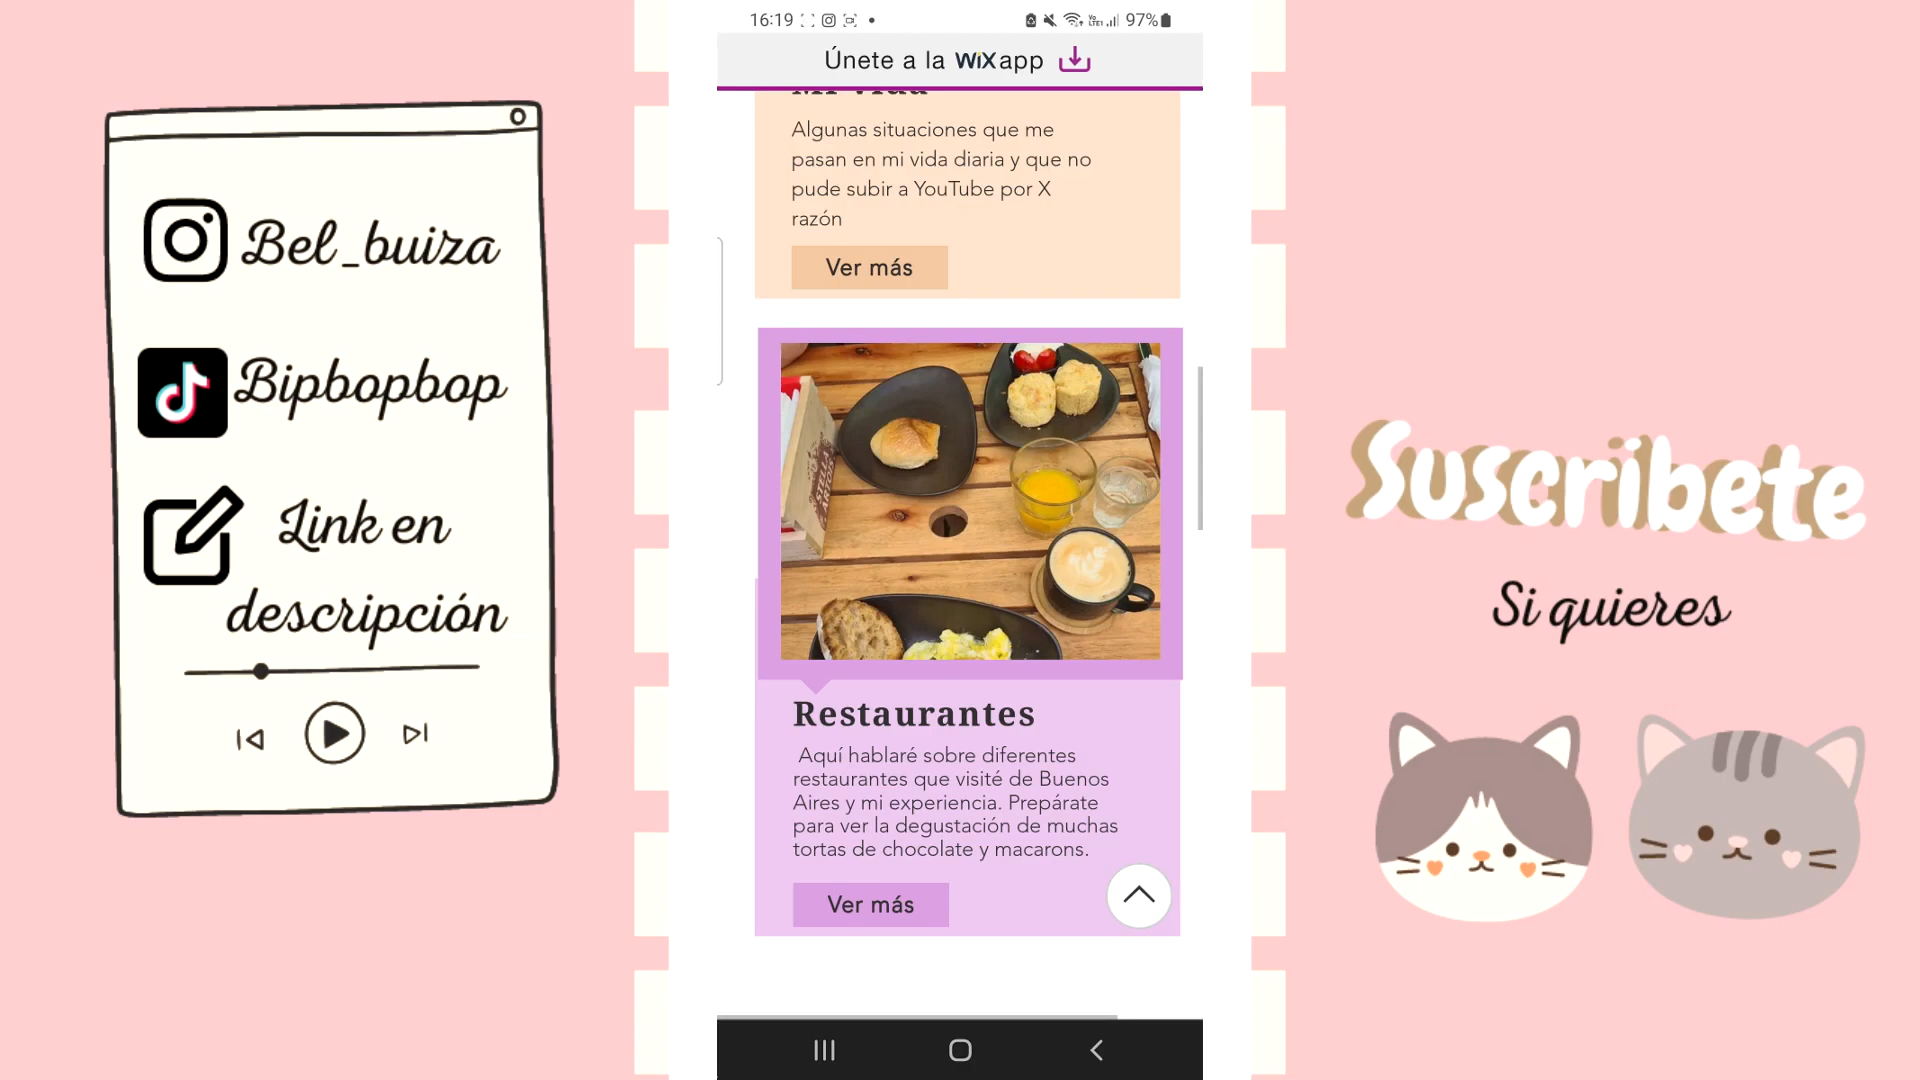 Bel_buiza
Bipbopbop
Link en
descripción
16:19
97%
Únete a la WiX app
Mi vida
Algunas situaciones que me
pasan en mi vida diaria y que no
pude subir a YouTube por X
razón
Ver más
Restaurantes
Aquí hablaré sobre diferentes
restaurantes que visité de Buenos
Aires y mi experiencia. Prepárate
para ver la degustación de muchas
tortas de chocolate y macarons.
Ver más
Suscribete
Si quieres